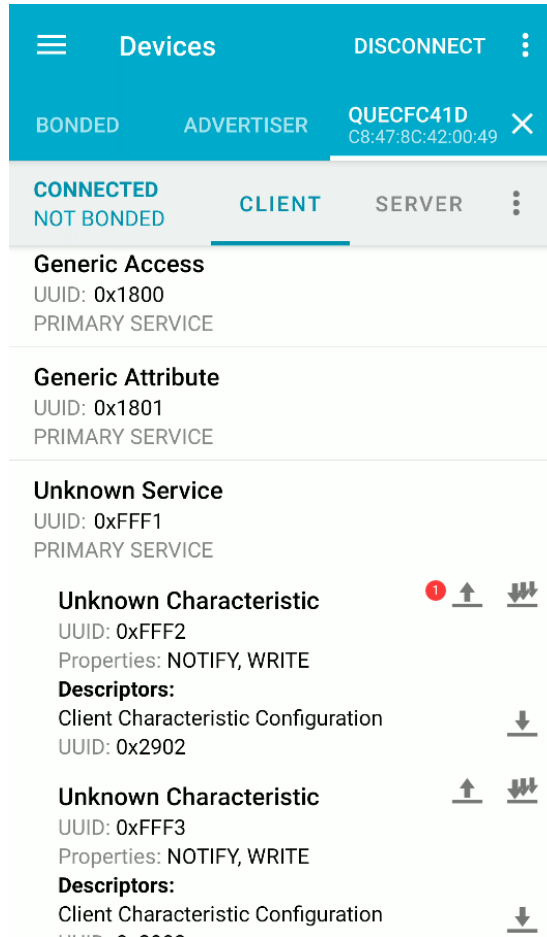 Devices
DISCONNECT
BONDED
ADVERTISER
QUECFC41D
C8:47:8C:42:00:49
CONNECTED
NOT BONDED
CLIENT
SERVER
Generic Access
UUID: 0x1800
PRIMARY SERVICE
Generic Attribute
UUID: 0x1801
PRIMARY SERVICE
Unknown Service
UUID: 0xFFF1
PRIMARY SERVICE
Unknown Characteristic
1
UUID: 0xFFF2
Properties: NOTIFY, WRITE
Descriptors:
Client Characteristic Configuration
UUID: 0x2902
Unknown Characteristic
UUID: 0xFFF3
Properties: NOTIFY, WRITE
Descriptors:
Client Characteristic Configuration